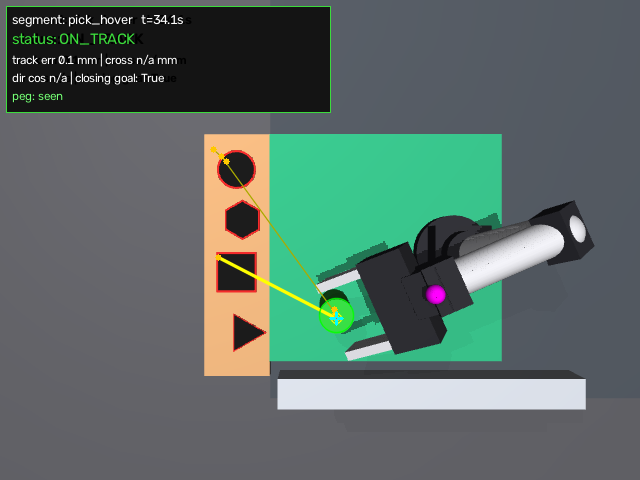 segment: pick_hover  t=34.1s
status: ON_TRACK
track err 0.1 mm | cross n/a mm
dir cos n/a | closing goal: True
peg: seen